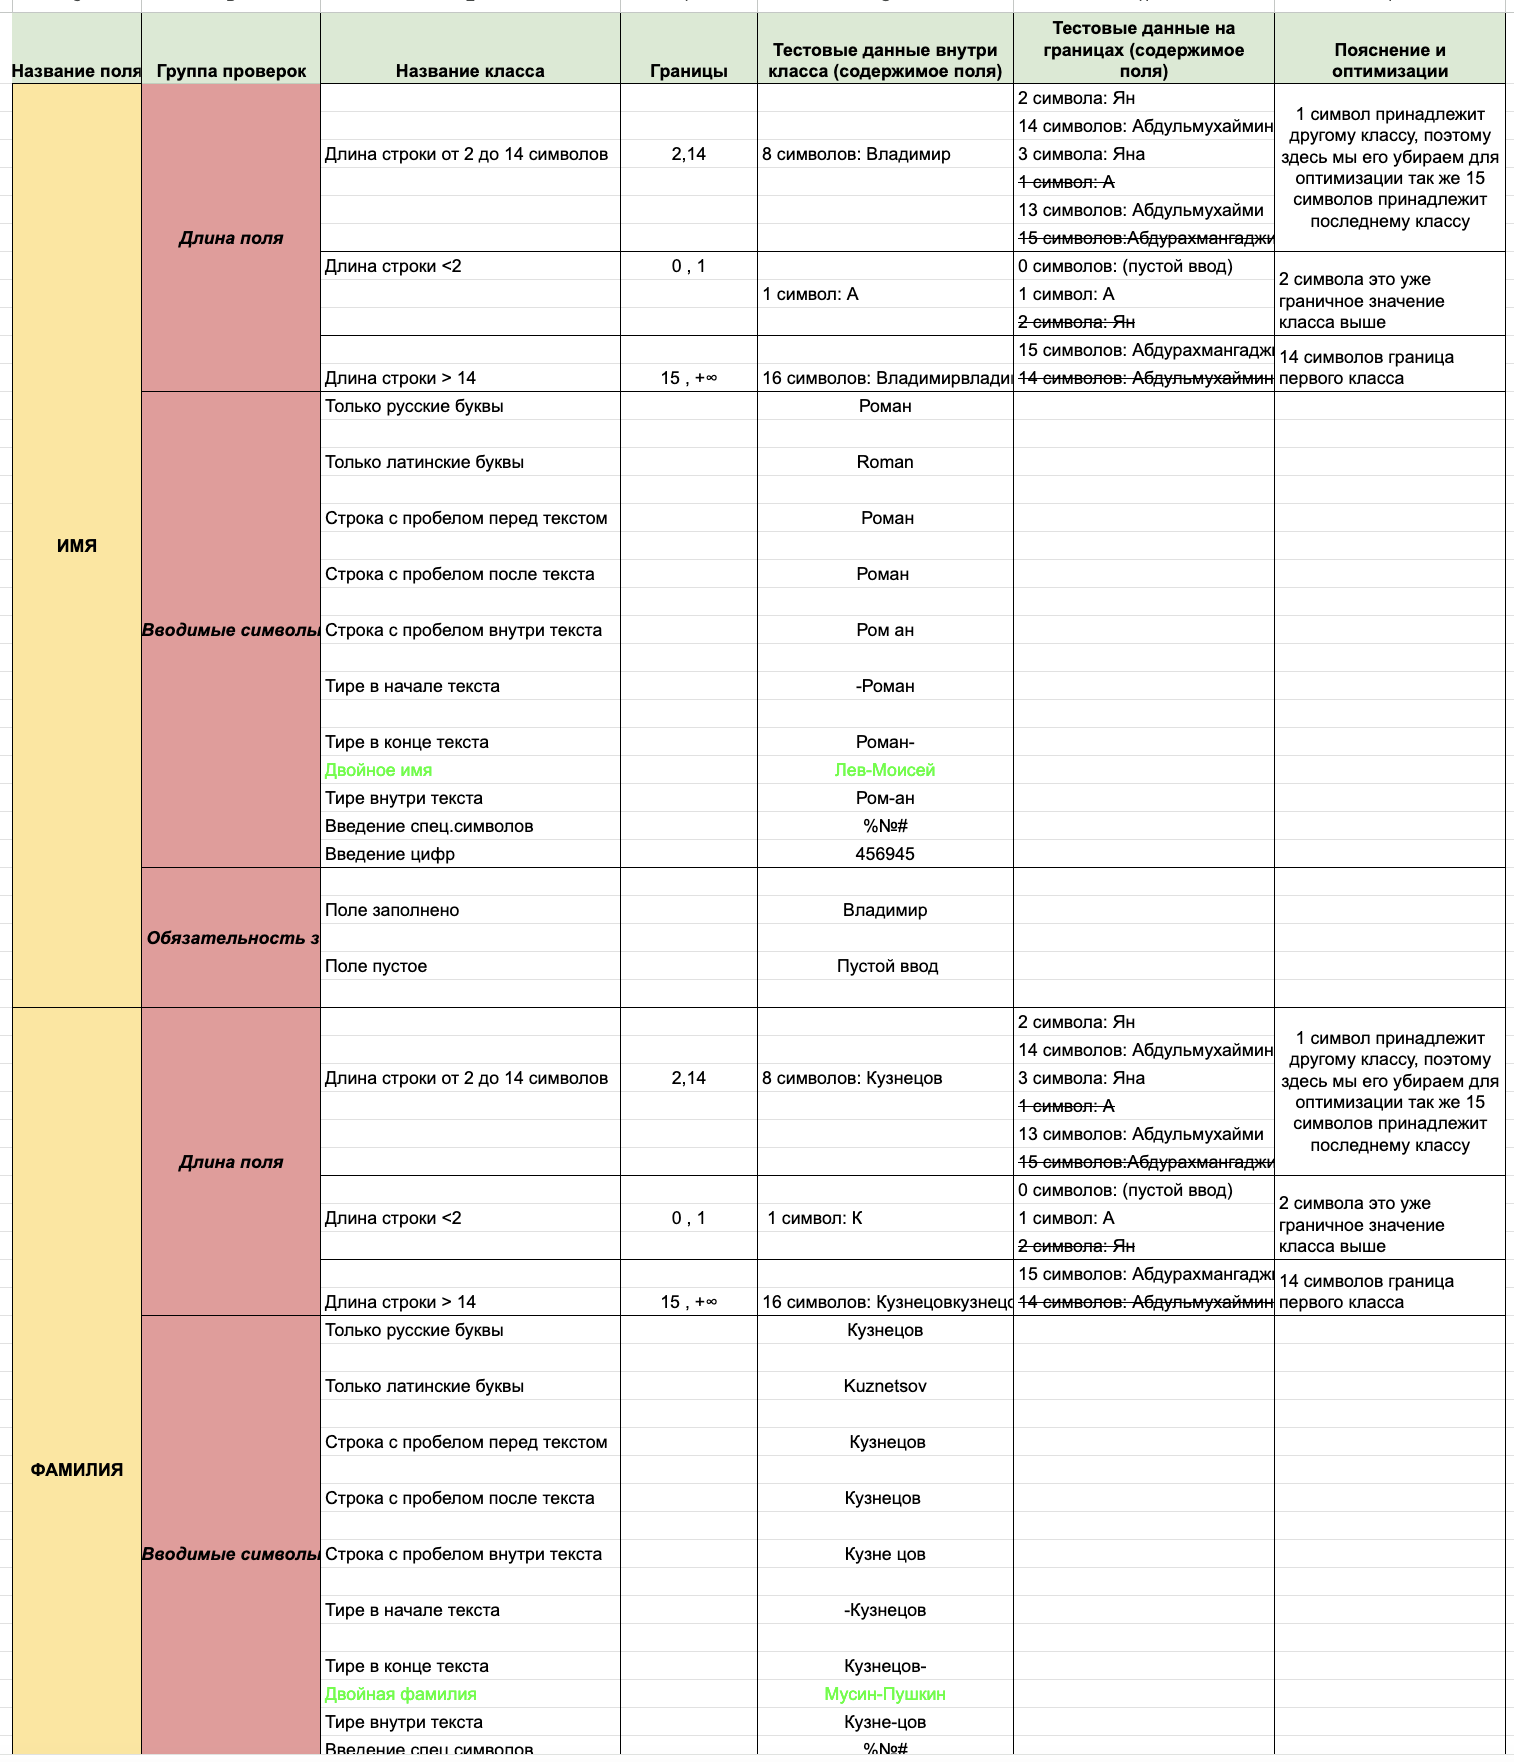 Название поля
Группа проверок
Название класса
Границы
Тестовые данные внутри
класса (содержимое поля)
Тестовые данные на
границах (содержимое
поля)
Пояснение и
оптимизации
ИМЯ
Длина поля
Длина строки от 2 до 14 символов
2,14
8 символов: Владимир
2 символа: Ян
14 символов: Абдульмухаймин
3 символа: Яна
1 символ: А
13 символов: Абдульмухайми
15 символов:Абдурахмангаджи
1 символ принадлежит
другому классу, поэтому
здесь мы его убираем для
оптимизации так же 15
символов принадлежит
последнему классу
Длина строки <2
0 , 1
1 символ: А
0 символов: (пустой ввод)
1 символ: А
2 символа: Ян
2 символа это уже
граничное значение
класса выше
Длина строки > 14
15 , +∞
16 символов: Владимирвлади
15 символов: Абдурахмангадж
14 символов: Абдульмухаймин
14 символов граница
первого класса
Вводимые символы
Только русские буквы
Роман
Только латинские буквы
Roman
Строка с пробелом перед текстом
Роман
Строка с пробелом после текста
Роман
Строка с пробелом внутри текста
Ром ан
Тире в начале текста
-Роман
Тире в конце текста
Роман-
Двойное имя
Лев-Моисей
Тире внутри текста
Ром-ан
Введение спец.символов
%№#
Введение цифр
456945
Обязательность з
Поле заполнено
Владимир
Поле пустое
Пустой ввод
ФАМИЛИЯ
Длина поля
Длина строки от 2 до 14 символов
2,14
8 символов: Кузнецов
2 символа: Ян
14 символов: Абдульмухаймин
3 символа: Яна
1 символ: А
13 символов: Абдульмухайми
15 символов:Абдурахмангаджи
1 символ принадлежит
другому классу, поэтому
здесь мы его убираем для
оптимизации так же 15
символов принадлежит
последнему классу
Длина строки <2
0 , 1
1 символ: К
0 символов: (пустой ввод)
1 символ: А
2 символа: Ян
2 символа это уже
граничное значение
класса выше
Длина строки > 14
15 , +∞
16 символов: Кузнецовкузнецо
15 символов: Абдурахмангадж
14 символов: Абдульмухаймин
14 символов граница
первого класса
Вводимые символы
Только русские буквы
Кузнецов
Только латинские буквы
Kuznetsov
Строка с пробелом перед текстом
Кузнецов
Строка с пробелом после текста
Кузнецов
Строка с пробелом внутри текста
Кузне цов
Тире в начале текста
-Кузнецов
Тире в конце текста
Кузнецов-
Двойная фамилия
Мусин-Пушкин
Тире внутри текста
Кузне-цов
Введение спец.символов
%№#